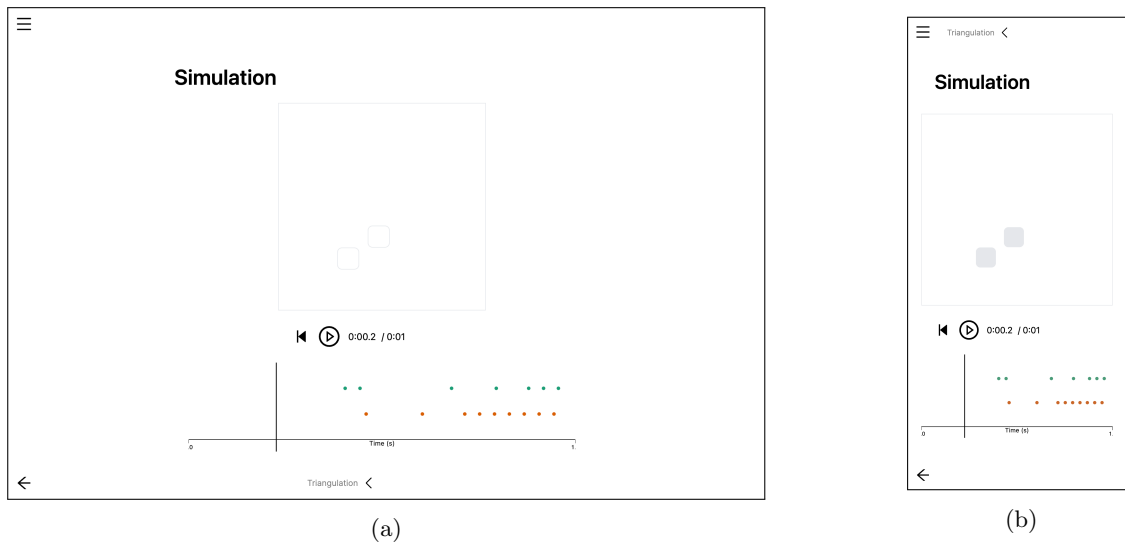 Simulation
0:00.2 / 0:01
.0
Time (s)
1.
Triangulation
(a)
Triangulation
Simulation
0:00.2 / 0:01
.0
Time (s)
1.
(b)